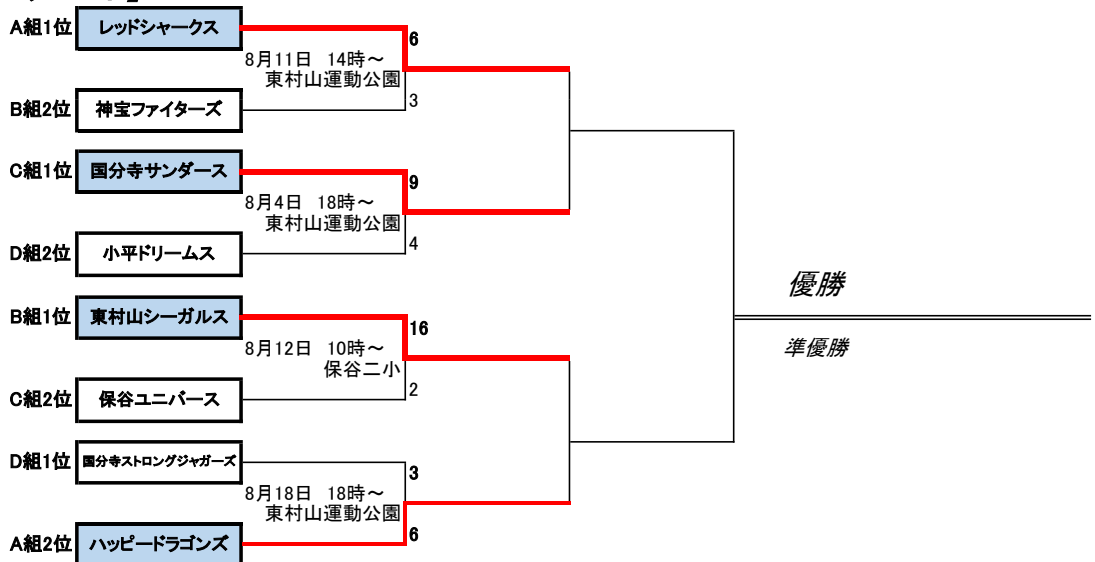 A組1位 レッドシャークス
6
8月11日 14時～
東村山運動公園
3
B組2位 神宝ファイターズ
C組1位 国分寺サンダース
9
8月4日 18時～
東村山運動公園
4
D組2位 小平ドリームス
優勝
B組1位 東村山シーガルス
16
準優勝
8月12日 10時～
保谷二小
2
C組2位 保谷ユニバース
D組1位 国分寺ストロングジャガーズ
3
8月18日 18時～
東村山運動公園
6
A組2位 ハッピードラゴンズ